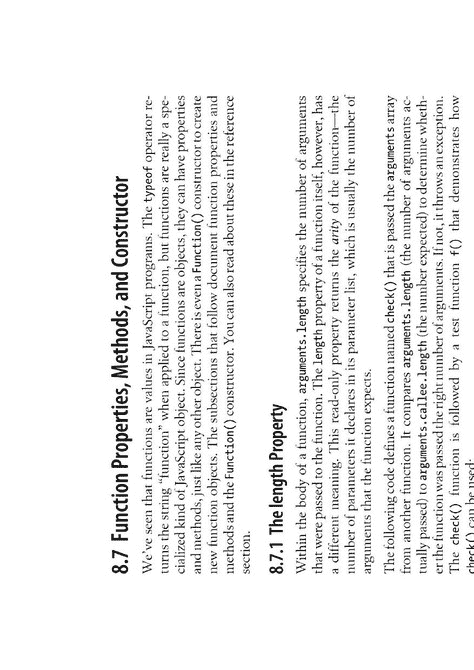 8.7 Function Properties, Methods, and Constructor
We've seen that functions are values in JavaScript programs. The typeof operator re-
turns the string “function” when applied to a function, but functions are really a spe-
cialized kind of JavaScript object. Since functions are objects, they can have properties
and methods, just like any other object. There is even a Function() constructor to create
new function objects. The subsections that follow document function properties and
methods and the Function() constructor. You can also read about these in the reference
section.
8.7.1 The length Property
Within the body of a function, arguments.length specifies the number of arguments
that were passed to the function. The length property of a function itself, however, has
a different meaning. This read-only property returns the arity of the function—the
number of parameters it declares in its parameter list, which is usually the number of
arguments that the function expects.
The following code defines a function named check() that is passed the arguments array
from another function. It compares arguments.length (the number of arguments ac-
tually passed) to arguments.callee.length (the number expected) to determine wheth-
er the function was passed the right number of arguments. If not, it throws an exception.
The check() function is followed by a test function f() that demonstrates how
check() can be used: